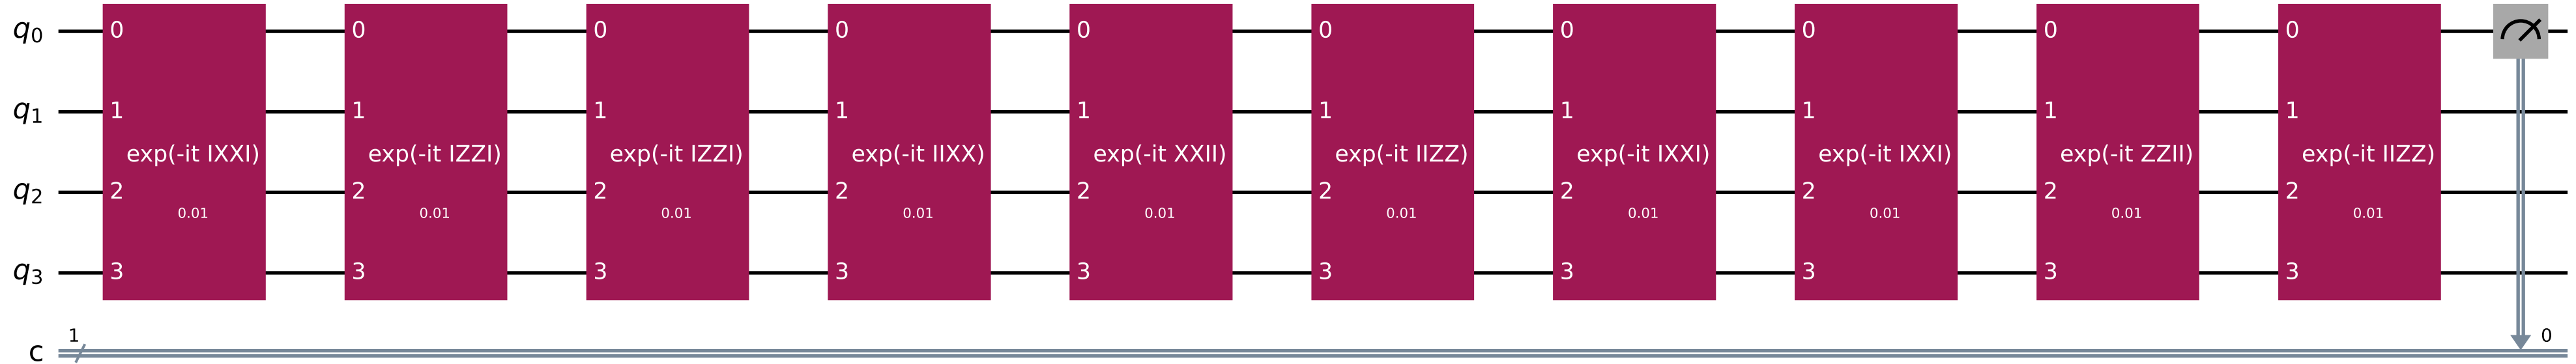 q0 0 0 0 0 0 0 0 0 0 0
q1 1 1 1 1 1 1 1 1 1 1
exp(-it IXXI) exp(-it IZZI) exp(-it IZZI) exp(-it IIXX) exp(-it XXII) exp(-it IIZZ) exp(-it IXXI) exp(-it IXXI) exp(-it ZZII) exp(-it IIZZ)
q2 2 2 2 2 2 2 2 2 2 2
0.01 0.01 0.01 0.01 0.01 0.01 0.01 0.01 0.01 0.01
q3 3 3 3 3 3 3 3 3 3 3
1 0
c